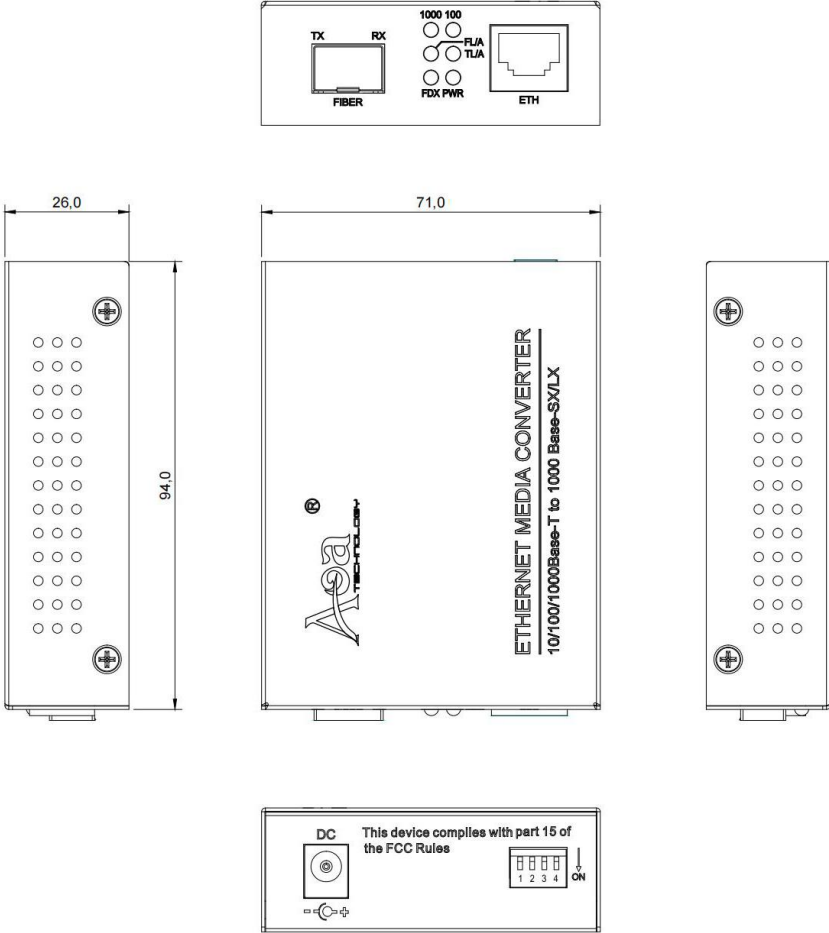 1000 100
TX RX
FL/A
TL/A
FIBER
FDX PWR
ETH
26,0
71,0
94,0
®
Aoa
TECHNOLOGY
ETHERNET MEDIA CONVERTER
10/100/1000Base-T to 1000 Base-SX/LX
DC
This device complies with part 15 of
the FCC Rules
1 2 3 4
ON
- +